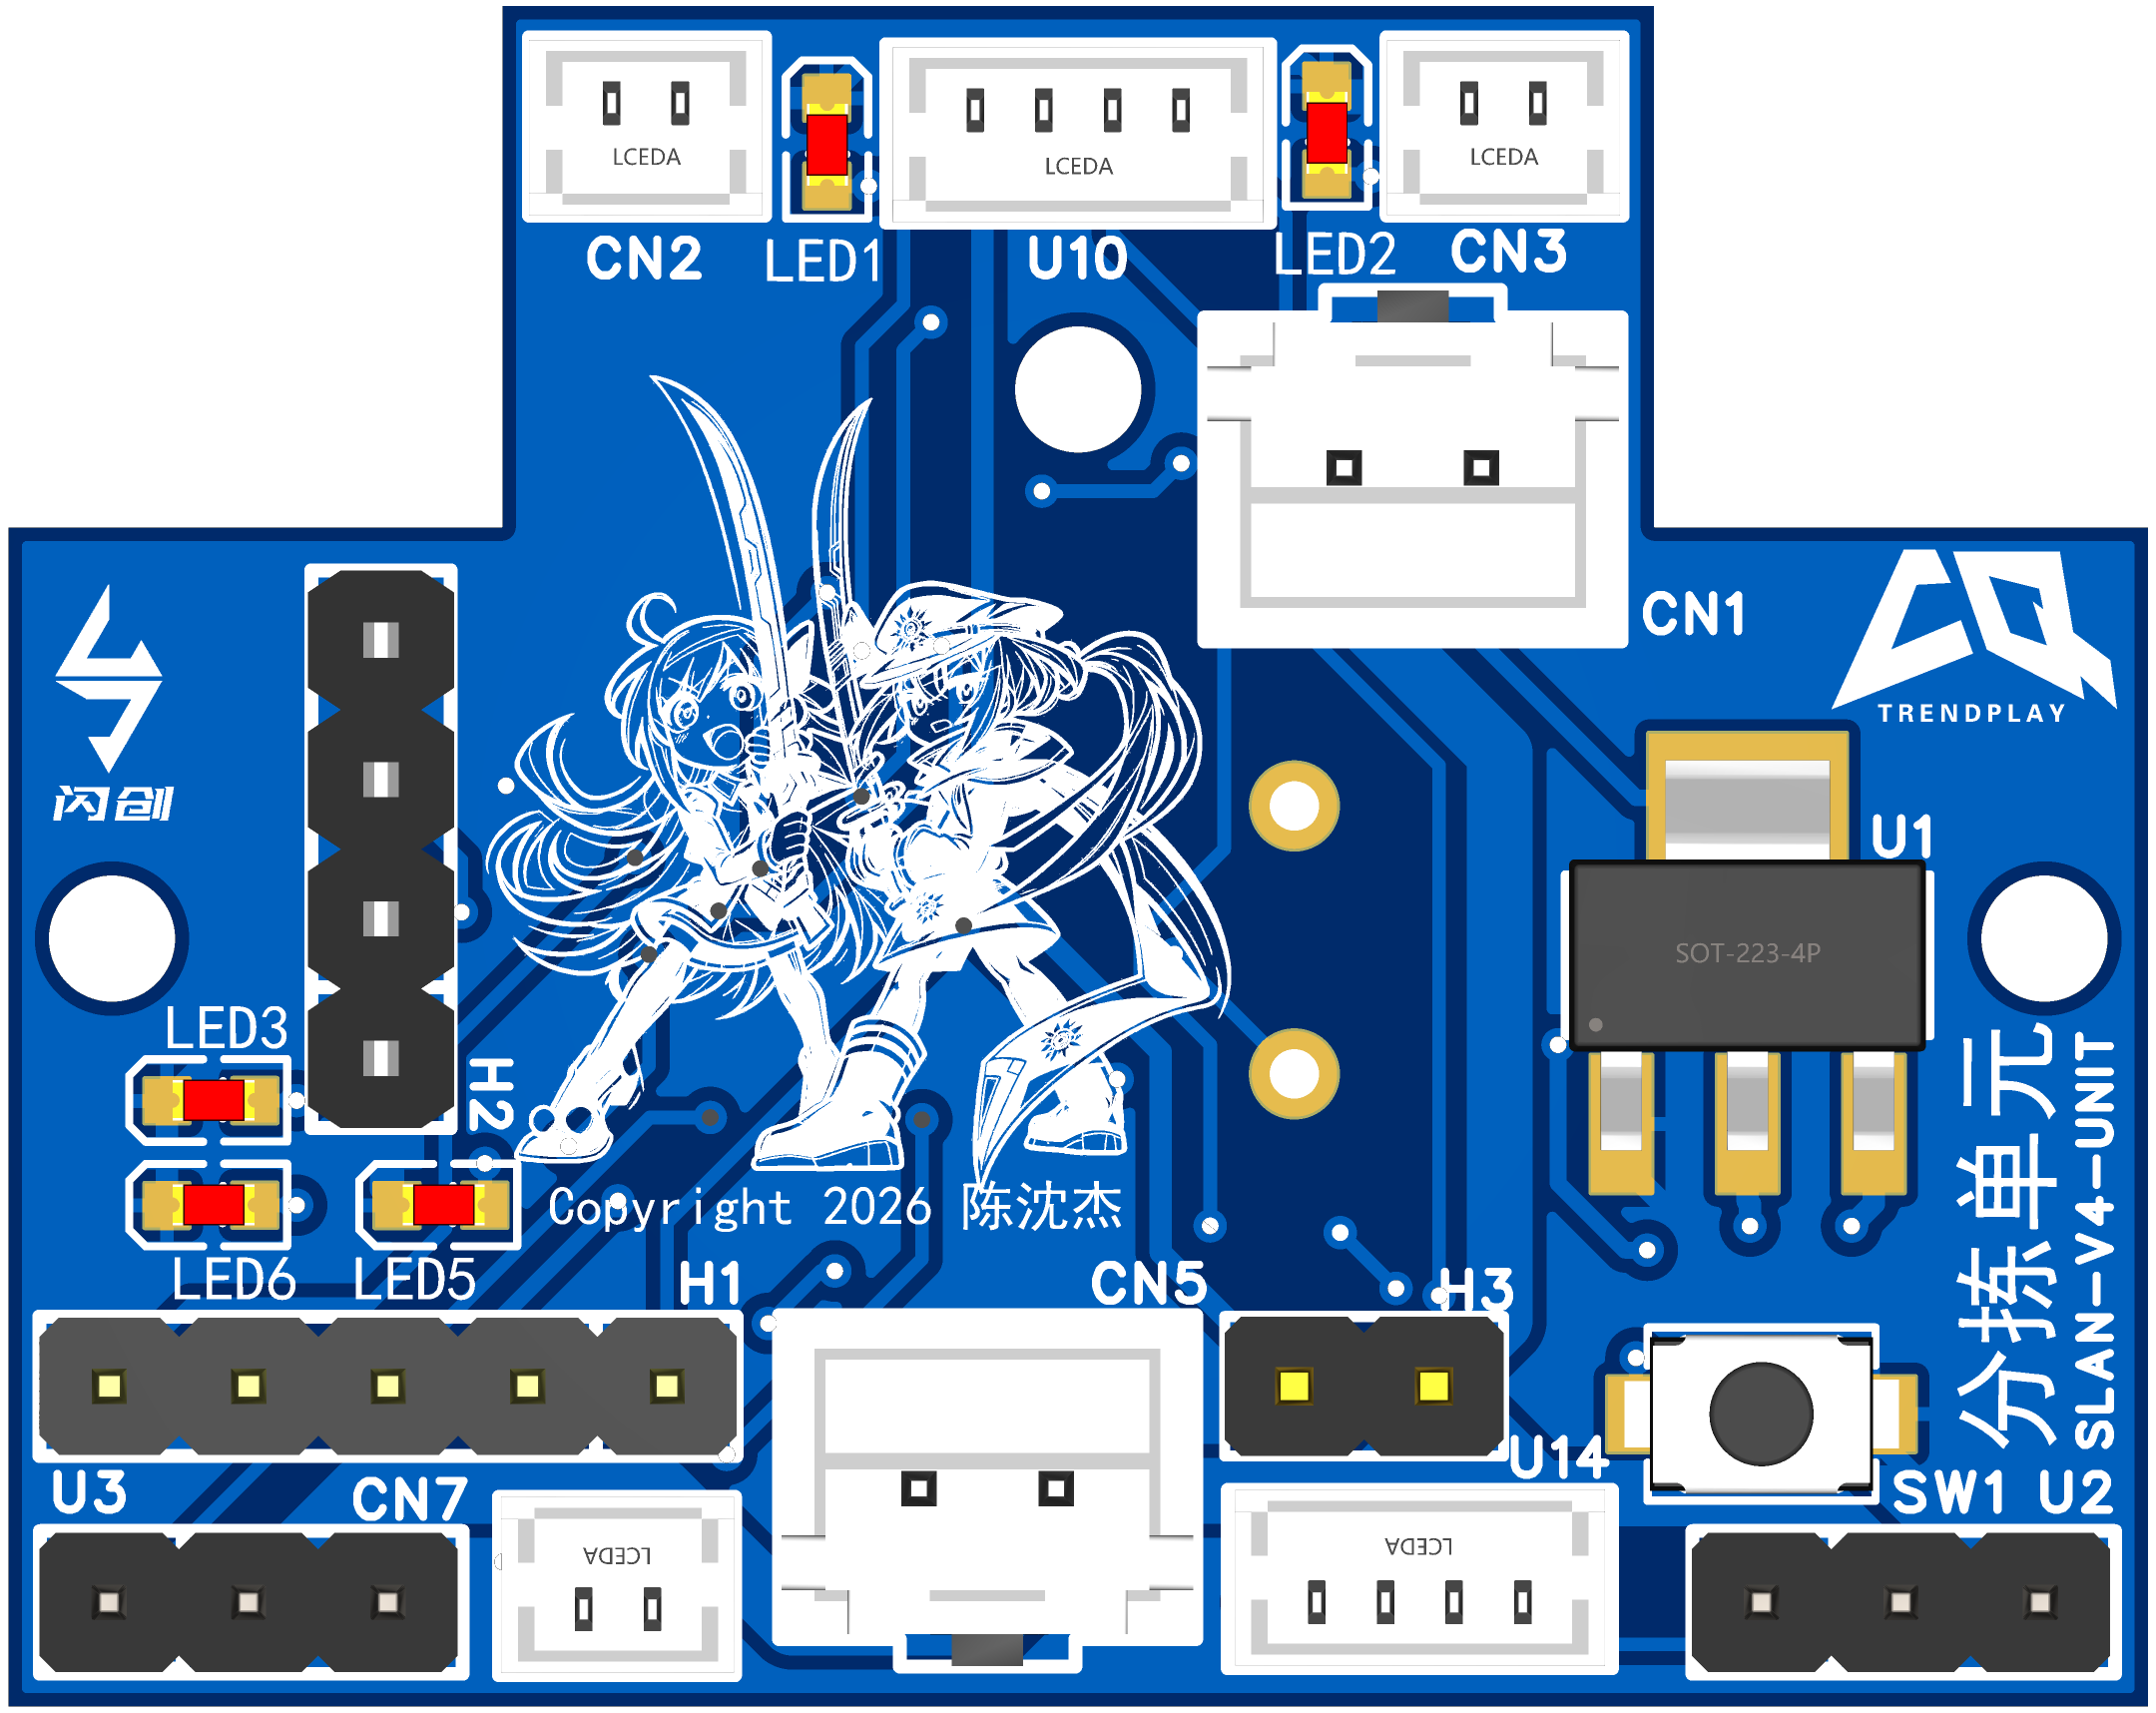 LCEDA
LCEDA
LCEDA
CN2
LED1
U10
LED2
CN3
CN1
TRENDPLAY
闪创
U1
SOT-223-4P
LED3
H2
分拣单元
SLAN-V4-UNIT
Copyright 2026 陈沈杰
LED6
LED5
H1
CN5
H3
U3
CN7
U14
SW1
U2
LCEDA
LCEDA